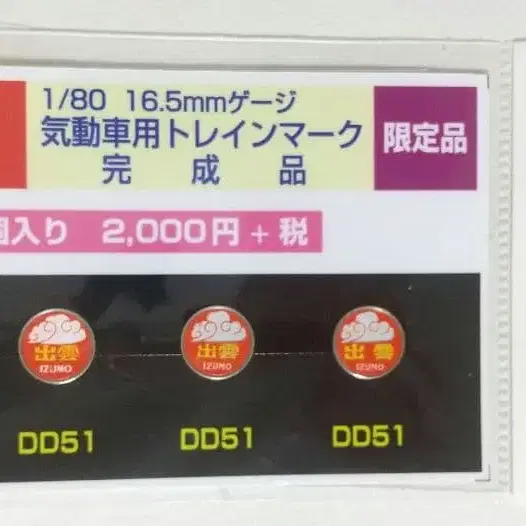 1/80 16.5mmゲージ
気動車用トレインマーク
完成品
限定品
個入り 2,000円+税
出雲 出雲 出雲
IZUMO IZUMO IZUMO
DD51 DD51 DD51